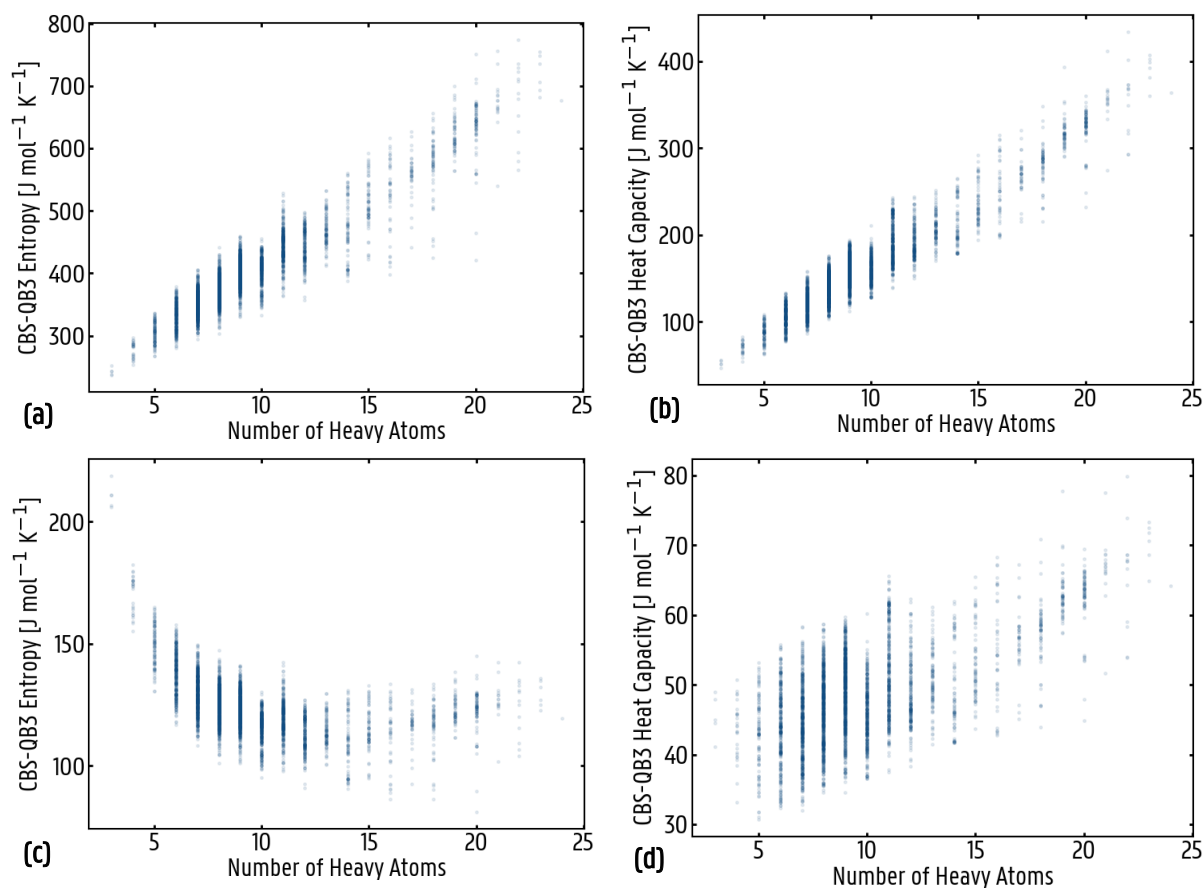 CBS-QB3 Entropy [J mol⁻¹ K⁻¹]
800
700
600
500
400
300
5 10 15 20 25
Number of Heavy Atoms
(a)
CBS-QB3 Heat Capacity [J mol⁻¹ K⁻¹]
400
300
200
100
5 10 15 20 25
Number of Heavy Atoms
(b)
CBS-QB3 Entropy [J mol⁻¹ K⁻¹]
200
150
100
5 10 15 20 25
Number of Heavy Atoms
(c)
CBS-QB3 Heat Capacity [J mol⁻¹ K⁻¹]
80
70
60
50
40
30
5 10 15 20 25
Number of Heavy Atoms
(d)